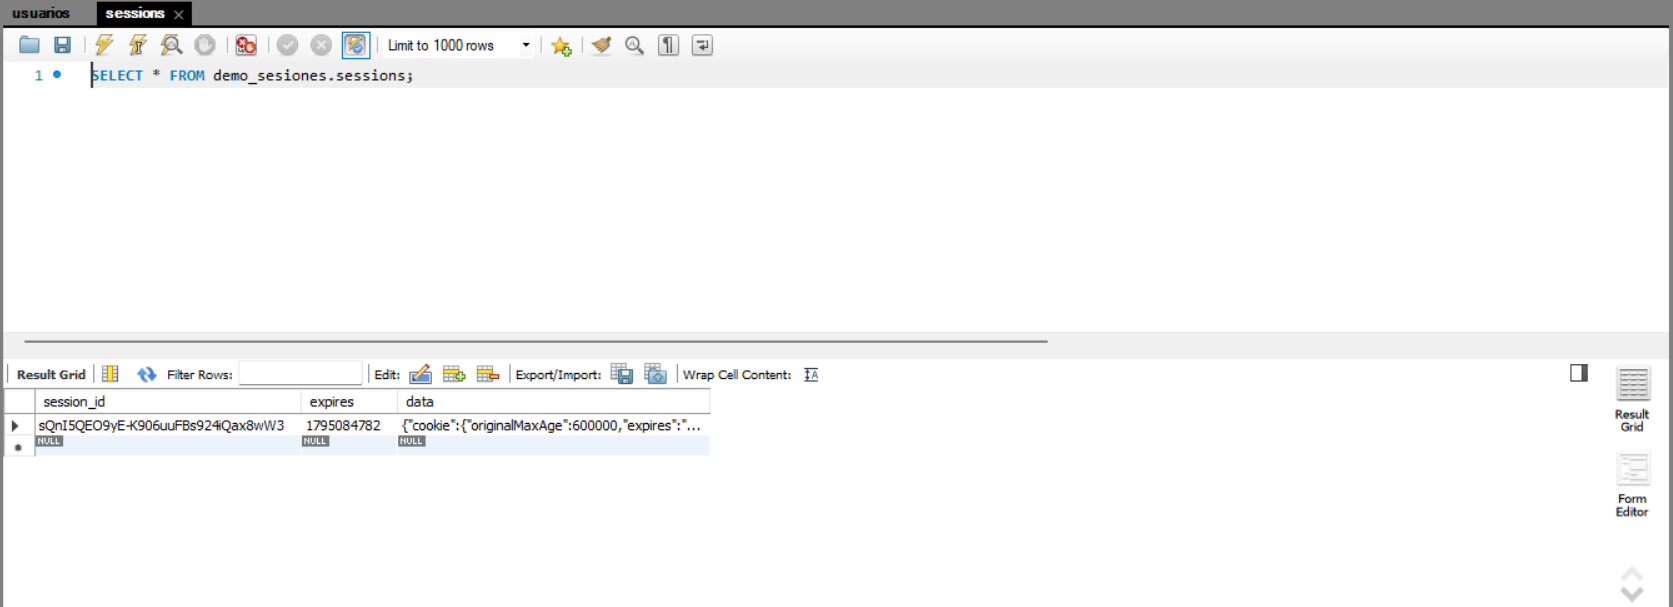 usuarios sessions
Limit to 1000 rows
1 SELECT * FROM demo_sesiones.sessions;
Result Grid Filter Rows: Edit: Export/Import: Wrap Cell Content:
session_id expires data
sQnI5QEO9yE-K906uuFBs924iQax8wW3 1795084782 {"cookie":{"originalMaxAge":600000,"expires":"...
NULL NULL NULL
Result
Grid
Form
Editor